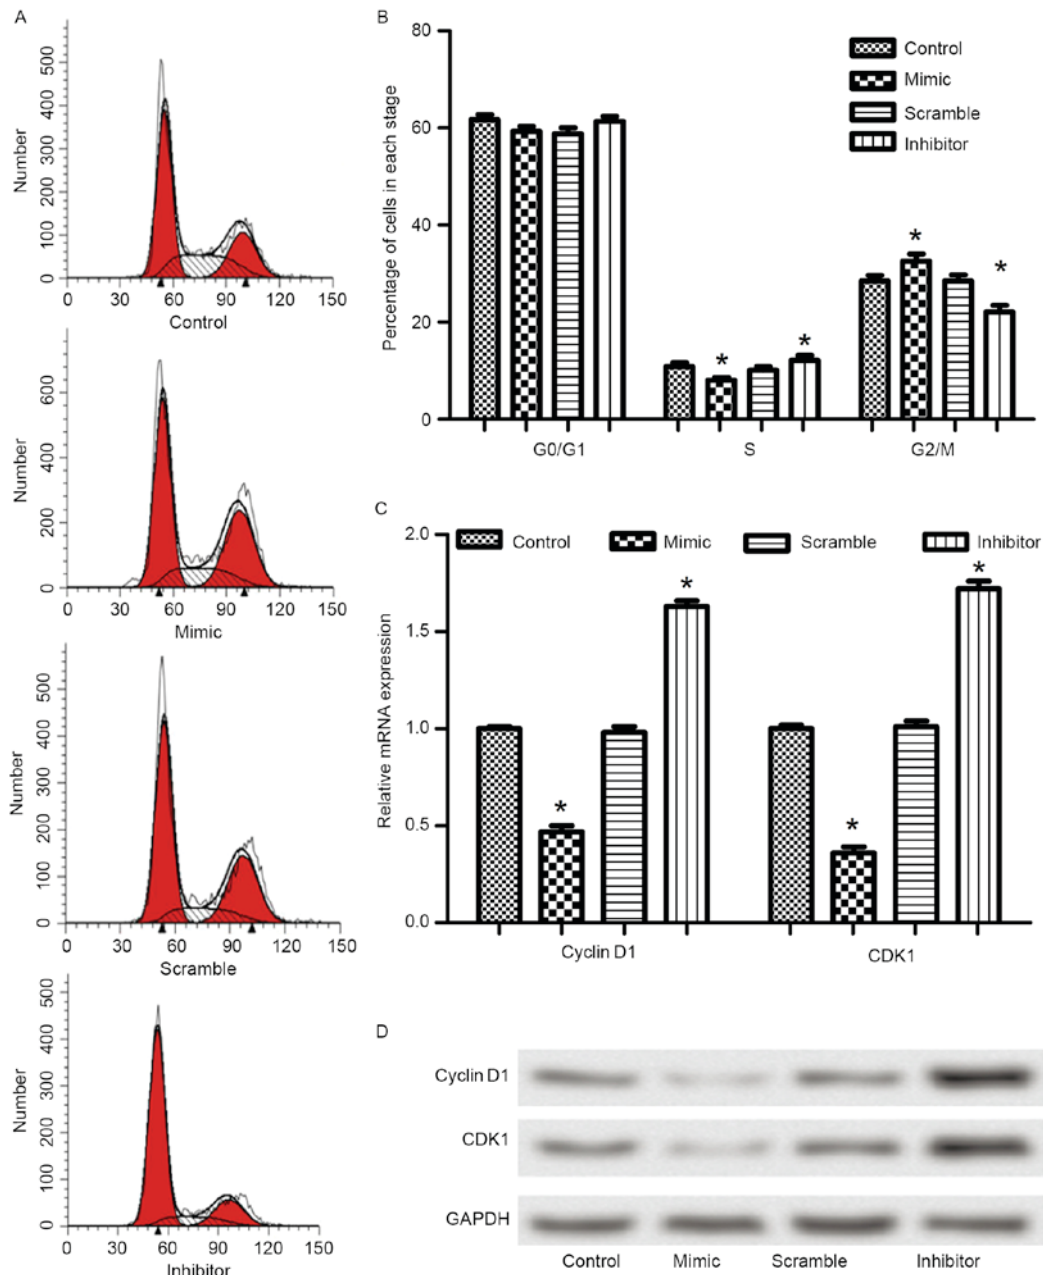 A
Number
500
400
300
200
100
0
0 30 60 90 120 150
Control
Number
600
400
200
0
0 30 60 90 120 150
Mimic
Number
500
400
300
200
100
0
0 30 60 90 120 150
Scramble
Number
500
400
300
200
100
0
0 30 60 90 120 150
Inhibitor
B
Percentage of cells in each stage
80
60
40
20
0
Control
Mimic
Scramble
Inhibitor
* * * *
G0/G1 S G2/M
C
Relative mRNA expression
2.0
1.5
1.0
0.5
0.0
Control Mimic Scramble Inhibitor
* * * *
Cyclin D1 CDK1
D
Cyclin D1
CDK1
GAPDH
Control Mimic Scramble Inhibitor